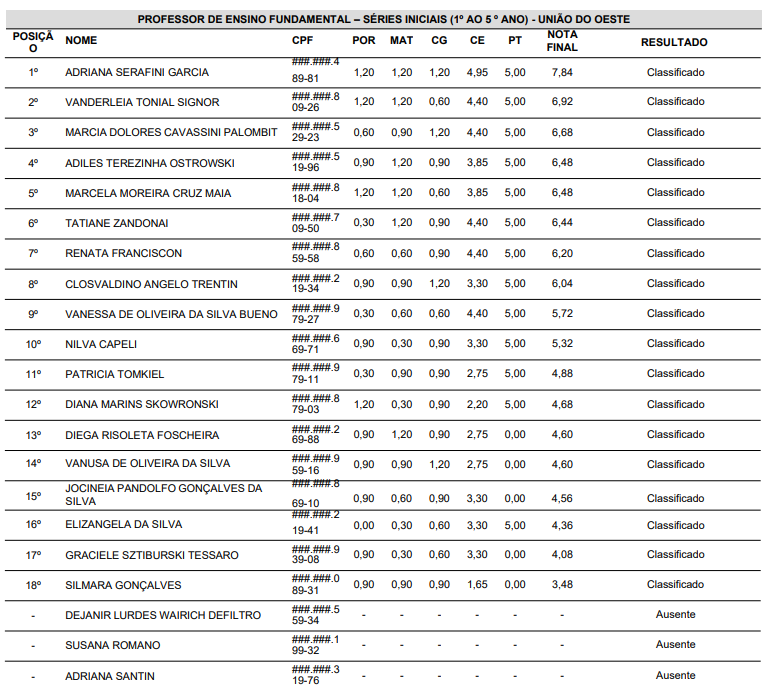 PROFESSOR DE ENSINO FUNDAMENTAL – SÉRIES INICIAIS (1º AO 5 º ANO) - UNIÃO DO OESTE
POSIÇÃO NOME CPF POR MAT CG CE PT NOTA FINAL RESULTADO
1º ADRIANA SERAFINI GARCIA ###.###.489-81 1,20 1,20 1,20 4,95 5,00 7,84 Classificado
2º VANDERLEIA TONIAL SIGNOR ###.###.809-26 1,20 1,20 0,60 4,40 5,00 6,92 Classificado
3º MARCIA DOLORES CAVASSINI PALOMBIT ###.###.529-23 0,60 0,90 1,20 4,40 5,00 6,68 Classificado
4º ADILES TEREZINHA OSTROWSKI ###.###.519-96 0,90 1,20 0,90 3,85 5,00 6,48 Classificado
5º MARCELA MOREIRA CRUZ MAIA ###.###.818-04 1,20 1,20 0,60 3,85 5,00 6,48 Classificado
6º TATIANE ZANDONAI ###.###.709-50 0,30 1,20 0,90 4,40 5,00 6,44 Classificado
7º RENATA FRANCISCON ###.###.859-58 0,60 0,60 0,90 4,40 5,00 6,20 Classificado
8º CLOSVALDINO ANGELO TRENTIN ###.###.219-34 0,90 0,90 1,20 3,30 5,00 6,04 Classificado
9º VANESSA DE OLIVEIRA DA SILVA BUENO ###.###.979-27 0,30 0,60 0,60 4,40 5,00 5,72 Classificado
10º NILVA CAPELI ###.###.669-71 0,90 0,30 0,90 3,30 5,00 5,32 Classificado
11º PATRICIA TOMKIEL ###.###.979-11 0,30 0,90 0,90 2,75 5,00 4,88 Classificado
12º DIANA MARINS SKOWRONSKI ###.###.879-03 1,20 0,30 0,90 2,20 5,00 4,68 Classificado
13º DIEGA RISOLETA FOSCHEIRA ###.###.269-88 0,90 1,20 0,90 2,75 0,00 4,60 Classificado
14º VANUSA DE OLIVEIRA DA SILVA ###.###.959-16 0,90 0,90 1,20 2,75 0,00 4,60 Classificado
15º JOCINEIA PANDOLFO GONÇALVES DA SILVA ###.###.869-10 0,90 0,60 0,90 3,30 0,00 4,56 Classificado
16º ELIZANGELA DA SILVA ###.###.219-41 0,00 0,30 0,60 3,30 5,00 4,36 Classificado
17º GRACIELE SZTIBURSKI TESSARO ###.###.939-08 0,90 0,30 0,60 3,30 0,00 4,08 Classificado
18º SILMARA GONÇALVES ###.###.089-31 0,90 0,90 0,90 1,65 0,00 3,48 Classificado
- DEJANIR LURDES WAIRICH DEFILTRO ###.###.559-34 - - - - - - Ausente
- SUSANA ROMANO ###.###.199-32 - - - - - - Ausente
- ADRIANA SANTIN ###.###.319-76 - - - - - - Ausente